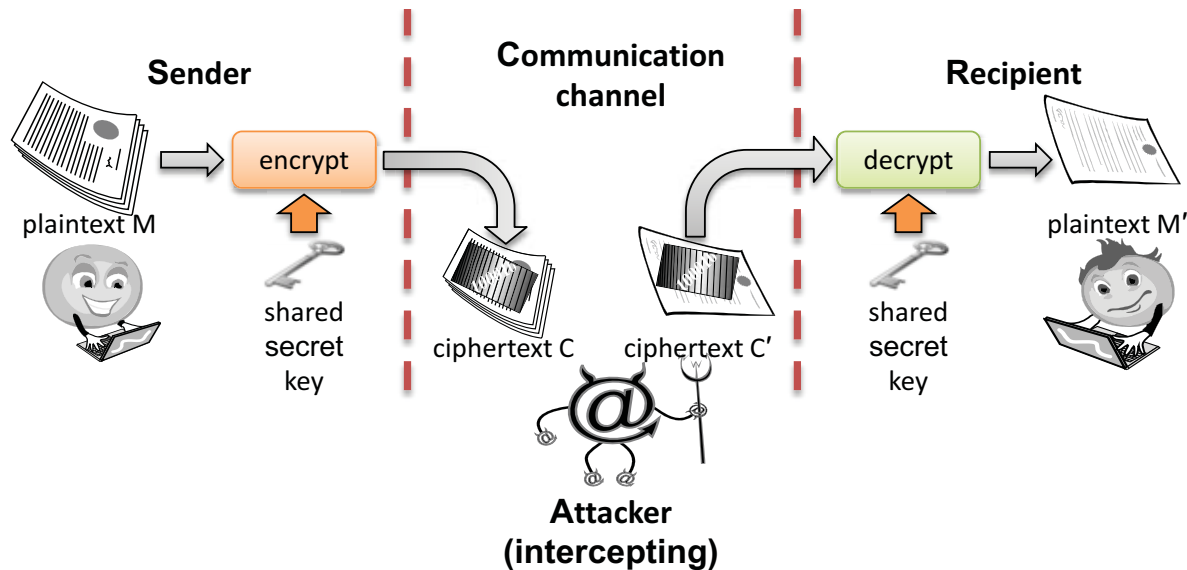 Sender
Communication
channel
Recipient
encrypt
decrypt
plaintext M
plaintext M′
shared
secret
key
ciphertext C
ciphertext C′
shared
secret
key
Attacker
(intercepting)